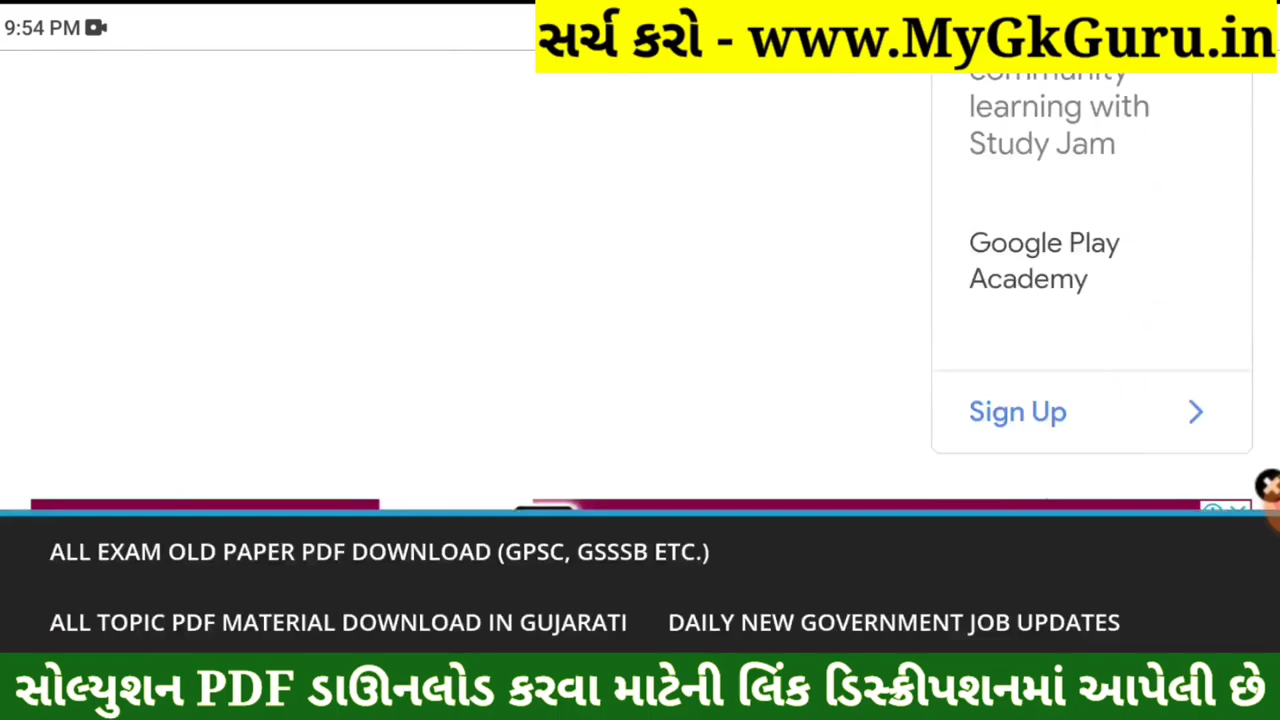 9:54 PM
સર્ચ કરો - www.MyGkGuru.in
community
learning with
Study Jam
Google Play
Academy
Sign Up
ALL EXAM OLD PAPER PDF DOWNLOAD (GPSC, GSSSB ETC.)
ALL TOPIC PDF MATERIAL DOWNLOAD IN GUJARATI DAILY NEW GOVERNMENT JOB UPDATES
સોલ્યુશન PDF ડાઊનલોડ કરવા માટેની લિંક ડિસ્ક્રીપશનમાં આપેલી છે